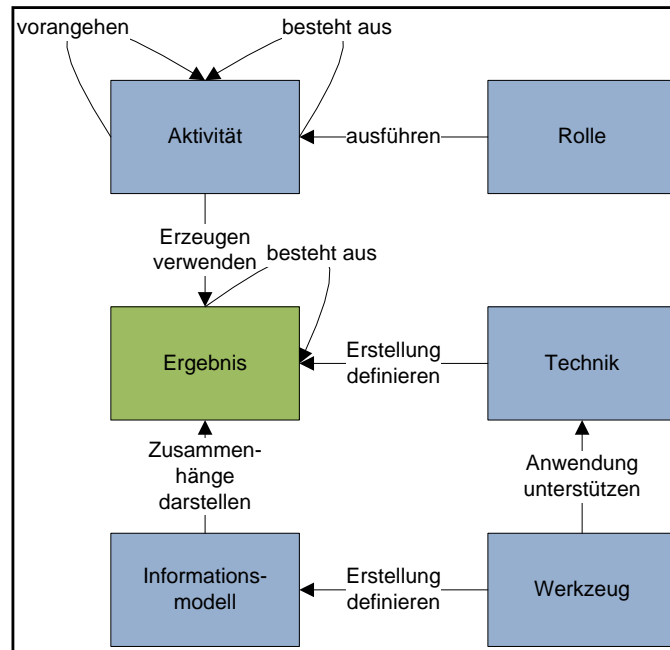 vorangehen
besteht aus
Aktivität
ausführen
Rolle
Erzeugen
verwenden
besteht aus
Ergebnis
Erstellung
definieren
Technik
Zusammen-
hänge
darstellen
Anwendung
unterstützen
Informations-
modell
Erstellung
definieren
Werkzeug